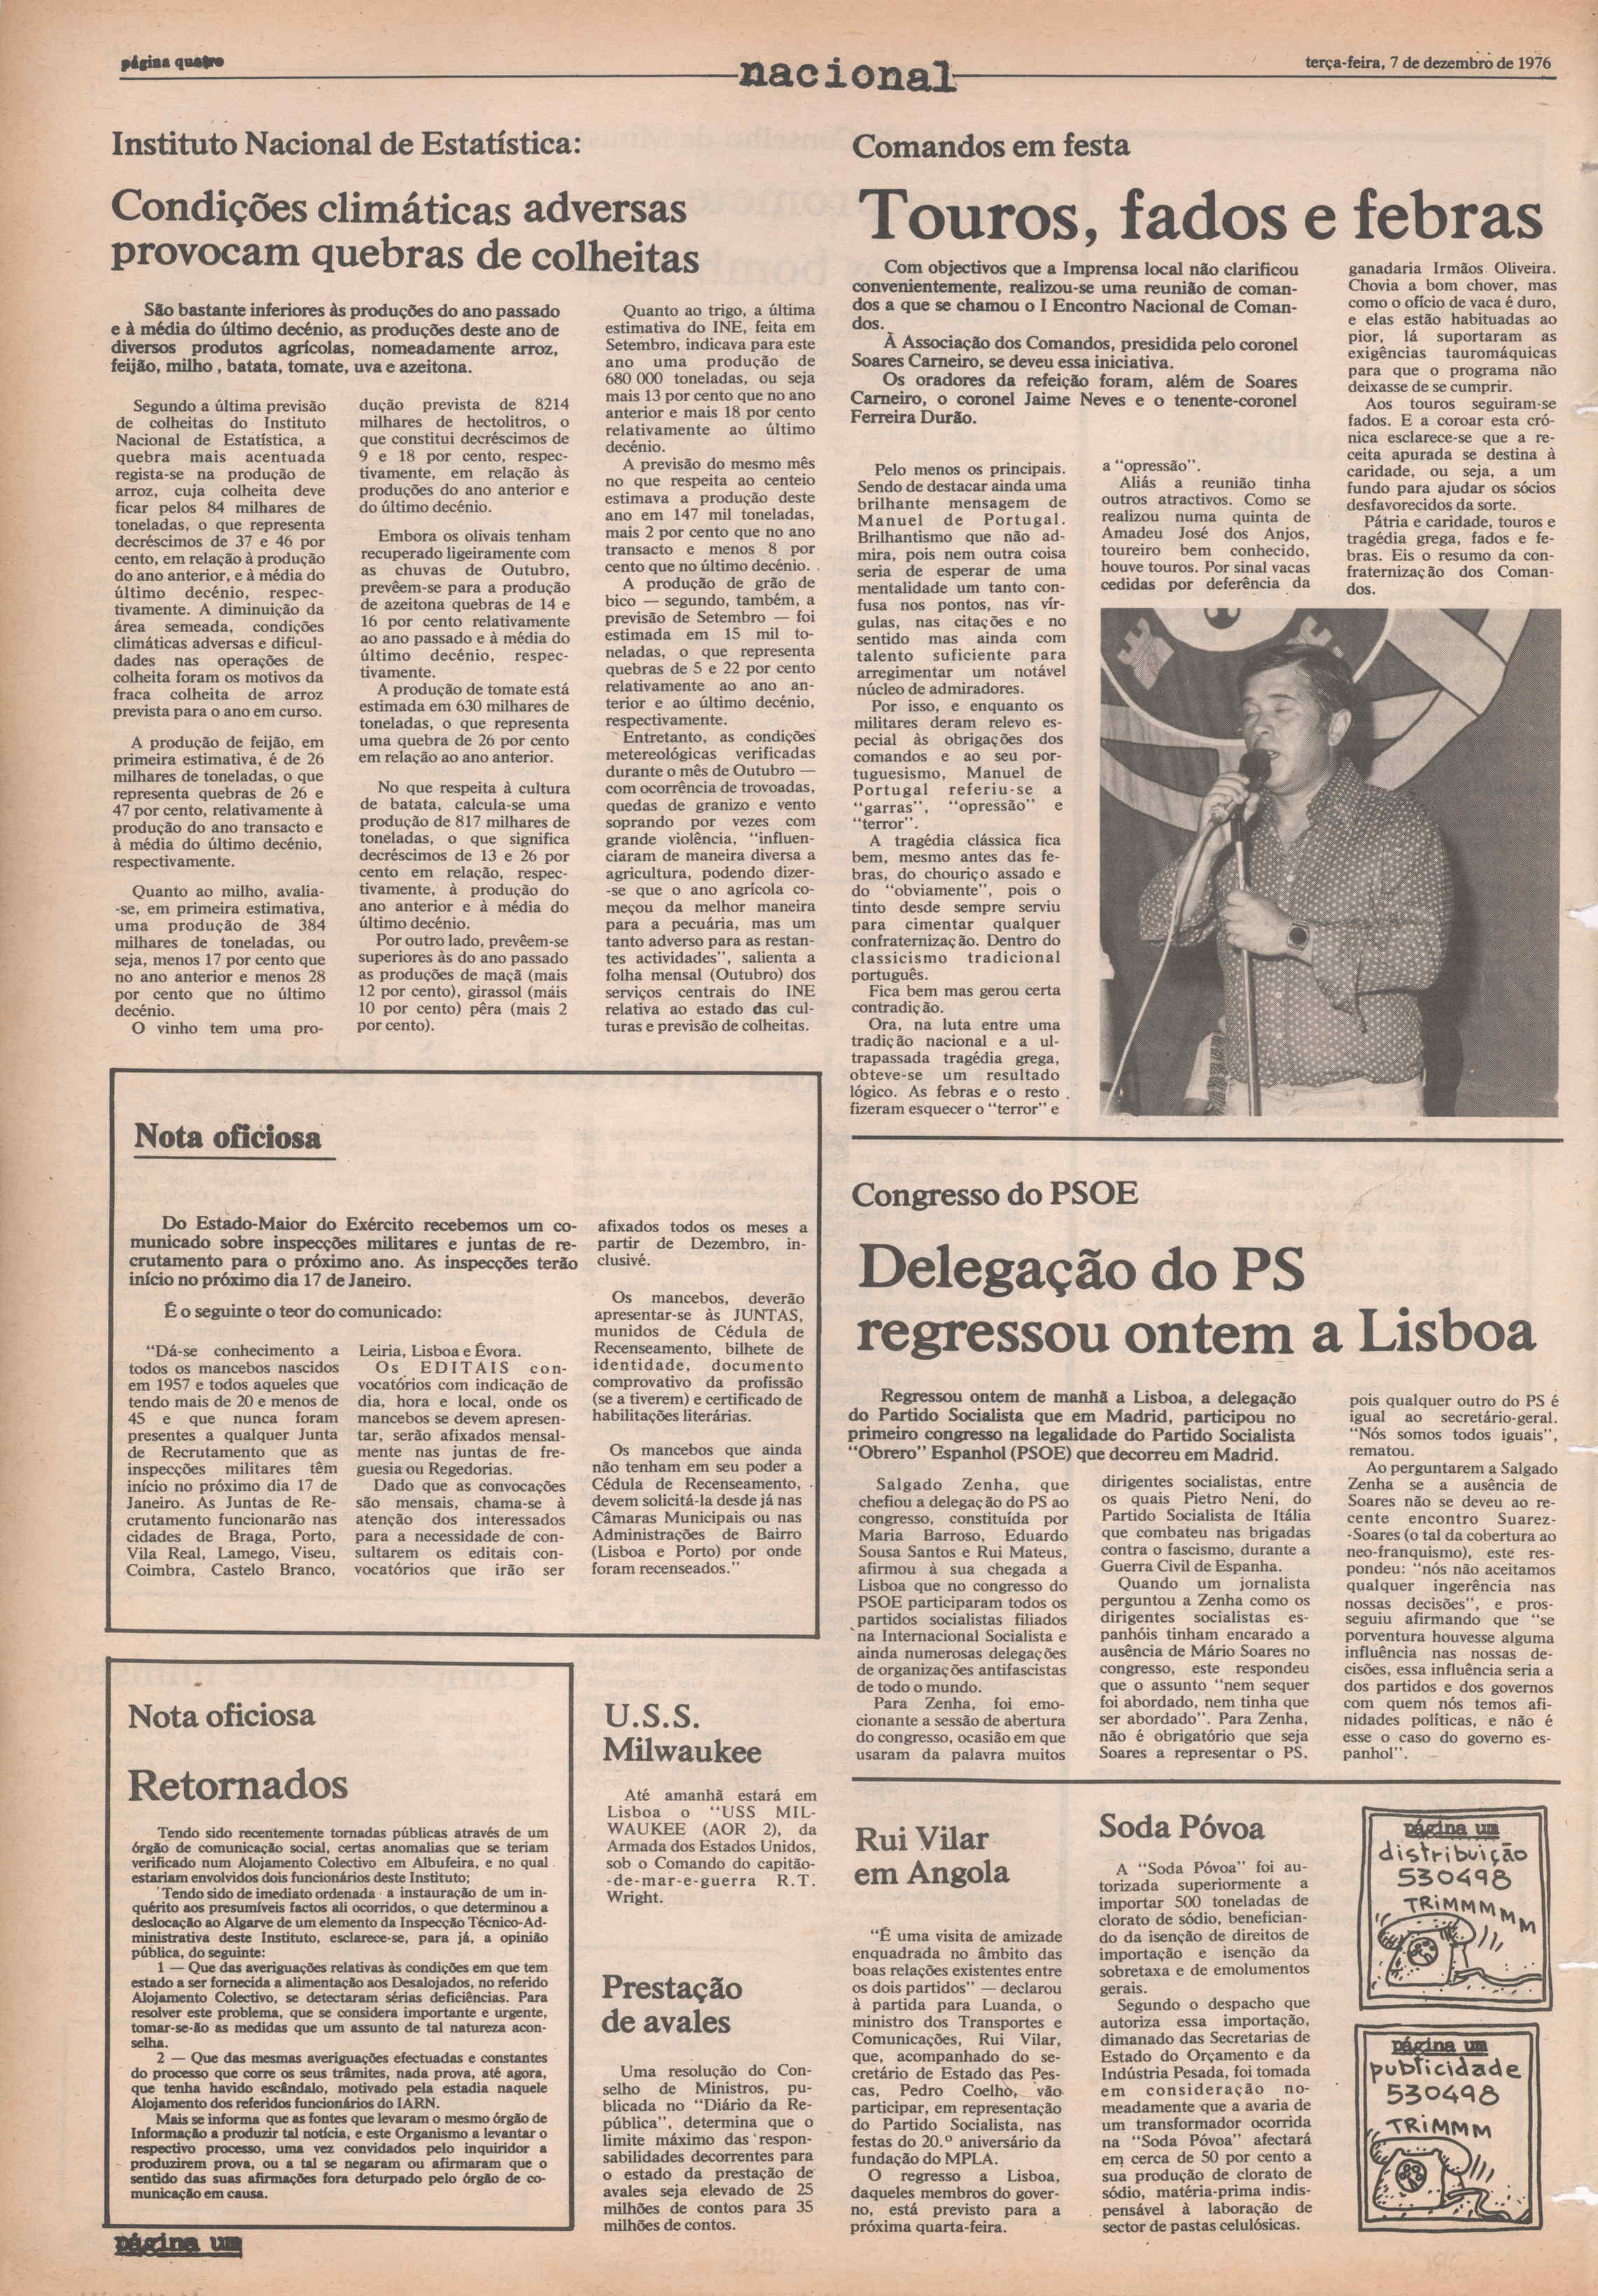 página quatro
nacional
terça-feira, 7 de dezembro de 1976
Instituto Nacional de Estatística:
Condições climáticas adversas
provocam quebras de colheitas
São bastante inferiores às produções do ano passado
e à média do último decénio, as produções deste ano de
diversos produtos agrícolas, nomeadamente arroz,
feijão, milho , batata, tomate, uva e azeitona.
Segundo a última previsão
de colheitas do Instituto
Nacional de Estatística, a
quebra mais acentuada
regista-se na produção de
arroz, cuja colheita deve
ficar pelos 84 milhares de
toneladas, o que representa
decréscimos de 37 e 46 por
cento, em relação à produção
do ano anterior, e à média do
último decénio, respec-
tivamente. A diminuição da
área semeada, condições
climáticas adversas e dificul-
dades nas operações de
colheita foram os motivos da
fraca colheita de arroz
prevista para o ano em curso.
A produção de feijão, em
primeira estimativa, é de 26
milhares de toneladas, o que
representa quebras de 26 e
47 por cento, relativamente à
produção do ano transacto e
à média do último decénio,
respectivamente.
Quanto ao milho, avalia-
-se, em primeira estimativa,
uma produção de 384
milhares de toneladas, ou
seja, menos 17 por cento que
no ano anterior e menos 28
por cento que no último
decénio.
O vinho tem uma pro-
dução prevista de 8214
milhares de hectolitros, o
que constitui decréscimos de
9 e 18 por cento, respec-
tivamente, em relação às
produções do ano anterior e
do último decénio.
Embora os olivais tenham
recuperado ligeiramente com
as chuvas de Outubro,
prevêem-se para a produção
de azeitona quebras de 14 e
16 por cento relativamente
ao ano passado e à média do
último decénio, respec-
tivamente.
A produção de tomate está
estimada em 630 milhares de
toneladas, o que representa
uma quebra de 26 por cento
em relação ao ano anterior.
No que respeita à cultura
de batata, calcula-se uma
produção de 817 milhares de
toneladas, o que significa
decréscimos de 13 e 26 por
cento em relação, respec-
tivamente, à produção do
ano anterior e à média do
último decénio.
Por outro lado, prevêem-se
superiores às do ano passado
as produções de maçã (mais
12 por cento), girassol (mais
10 por cento) pêra (mais 2
por cento).
Quanto ao trigo, a última
estimativa do INE, feita em
Setembro, indicava para este
ano uma produção de
680 000 toneladas, ou seja
mais 13 por cento que no ano
anterior e mais 18 por cento
relativamente ao último
decénio.
A previsão do mesmo mês
no que respeita ao centeio
estimava a produção deste
ano em 147 mil toneladas,
mais 2 por cento que no ano
transacto e menos 8 por
cento que no último decénio.
A produção de grão de
bico — segundo, também, a
previsão de Setembro — foi
estimada em 15 mil to-
neladas, o que representa
quebras de 5 e 22 por cento
relativamente ao ano an-
terior e ao último decénio,
respectivamente.
Entretanto, as condições
metereológicas verificadas
durante o mês de Outubro —
com ocorrência de trovoadas,
quedas de granizo e vento
soprando por vezes com
grande violência, “influen-
ciaram de maneira diversa a
agricultura, podendo dizer-
-se que o ano agrícola co-
meçou da melhor maneira
para a pecuária, mas um
tanto adverso para as restan-
tes actividades”, salienta a
folha mensal (Outubro) dos
serviços centrais do INE
relativa ao estado das cul-
turas e previsão de colheitas.
Comandos em festa
Touros, fados e febras
Com objectivos que a Imprensa local não clarificou
convenientemente, realizou-se uma reunião de coman-
dos a que se chamou o I Encontro Nacional de Coman-
dos.
À Associação dos Comandos, presidida pelo coronel
Soares Carneiro, se deveu essa iniciativa.
Os oradores da refeição foram, além de Soares
Carneiro, o coronel Jaime Neves e o tenente-coronel
Ferreira Durão.
Pelo menos os principais.
Sendo de destacar ainda uma
brilhante mensagem de
Manuel de Portugal.
Brilhantismo que não ad-
mira, pois nem outra coisa
seria de esperar de uma
mentalidade um tanto con-
fusa nos pontos, nas vír-
gulas, nas citações e no
sentido mas ainda com
talento suficiente para
arregimentar um notável
núcleo de admiradores.
Por isso, e enquanto os
militares deram relevo es-
pecial às obrigações dos
comandos e ao seu por-
tuguesismo, Manuel de
Portugal referiu-se a
“garras”, “opressão” e
“terror”.
A tragédia clássica fica
bem, mesmo antes das fe-
bras, do chouriço assado e
do “obviamente”, pois o
tinto desde sempre serviu
para cimentar qualquer
confraternização. Dentro do
classicismo tradicional
português.
Fica bem mas gerou certa
contradição.
Ora, na luta entre uma
tradição nacional e a ul-
trapassada tragédia grega,
obteve-se um resultado
lógico. As febras e o resto
fizeram esquecer o “terror” e
a “opressão”.
Aliás a reunião tinha
outros atractivos. Como se
realizou numa quinta de
Amadeu José dos Anjos,
toureiro bem conhecido,
houve touros. Por sinal vacas
cedidas por deferência da
ganadaria Irmãos Oliveira.
Chovia a bom chover, mas
como o ofício de vaca é duro,
e elas estão habituadas ao
pior, lá suportaram as
exigências tauromáquicas
para que o programa não
deixasse de se cumprir.
Aos touros seguiram-se
fados. E a coroar esta cró-
nica esclarece-se que a re-
ceita apurada se destina à
caridade, ou seja, a um
fundo para ajudar os sócios
desfavorecidos da sorte.
Pátria e caridade, touros e
tragédia grega, fados e fe-
bras. Eis o resumo da con-
fraternização dos Coman-
dos.
Nota oficiosa
Do Estado-Maior do Exército recebemos um co-
municado sobre inspecções militares e juntas de re-
crutamento para o próximo ano. As inspecções terão
início no próximo dia 17 de Janeiro.
É o seguinte o teor do comunicado:
“Dá-se conhecimento a
todos os mancebos nascidos
em 1957 e todos aqueles que
tendo mais de 20 e menos de
45 e que nunca foram
presentes a qualquer Junta
de Recrutamento que as
inspecções militares têm
início no próximo dia 17 de
Janeiro. As Juntas de Re-
crutamento funcionarão nas
cidades de Braga, Porto,
Vila Real, Lamego, Viseu,
Coimbra, Castelo Branco,
Leiria, Lisboa e Évora.
Os EDITAIS con-
vocatórios com indicação de
dia, hora e local, onde os
mancebos se devem apresen-
tar, serão afixados mensal-
mente nas juntas de fre-
guesia ou Regedorias.
Dado que as convocações
são mensais, chama-se à
atenção dos interessados
para a necessidade de con-
sultarem os editais con-
vocatórios que irão ser
afixados todos os meses a
partir de Dezembro, in-
clusivé.
Os mancebos, deverão
apresentar-se às JUNTAS,
munidos de Cédula de
Recenseamento, bilhete de
identidade, documento
comprovativo da profissão
(se a tiverem) e certificado de
habilitações literárias.
Os mancebos que ainda
não tenham em seu poder a
Cédula de Recenseamento,
devem solicitá-la desde já nas
Câmaras Municipais ou nas
Administrações de Bairro
(Lisboa e Porto) por onde
foram recenseados.”
Congresso do PSOE
Delegação do PS
regressou ontem a Lisboa
Regressou ontem de manhã a Lisboa, a delegação
do Partido Socialista que em Madrid, participou no
primeiro congresso na legalidade do Partido Socialista
“Obrero” Espanhol (PSOE) que decorreu em Madrid.
Salgado Zenha, que
chefiou a delegação do PS ao
congresso, constituída por
Maria Barroso, Eduardo
Sousa Santos e Rui Mateus,
afirmou à sua chegada a
Lisboa que no congresso do
PSOE participaram todos os
partidos socialistas filiados
na Internacional Socialista e
ainda numerosas delegações
de organizações antifascistas
de todo o mundo.
Para Zenha, foi emo-
cionante a sessão de abertura
do congresso, ocasião em que
usaram da palavra muitos
dirigentes socialistas, entre
os quais Pietro Neni, do
Partido Socialista de Itália
que combateu nas brigadas
contra o fascismo, durante a
Guerra Civil de Espanha.
Quando um jornalista
perguntou a Zenha como os
dirigentes socialistas es-
panhóis tinham encarado a
ausência de Mário Soares no
congresso, este respondeu
que o assunto “nem sequer
foi abordado, nem tinha que
ser abordado”. Para Zenha,
não é obrigatório que seja
Soares a representar o PS,
pois qualquer outro do PS é
igual ao secretário-geral.
“Nós somos todos iguais”,
rematou.
Ao perguntarem a Salgado
Zenha se a ausência de
Soares não se deveu ao re-
cente encontro Suarez-
-Soares (o tal da cobertura ao
neo-franquismo), este res-
pondeu: “nós não aceitamos
qualquer ingerência nas
nossas decisões”, e pros-
seguiu afirmando que “se
porventura houvesse alguma
influência nas nossas de-
cisões, essa influência seria a
dos partidos e dos governos
com quem nós temos afi-
nidades políticas, e não é
esse o caso do governo es-
panhol”.
Nota oficiosa
Retornados
Tendo sido recentemente tornadas públicas através de um
órgão de comunicação social, certas anomalias que se teriam
verificado num Alojamento Colectivo em Albufeira, e no qual
estariam envolvidos dois funcionários deste Instituto;
Tendo sido de imediato ordenada a instauração de um in-
quérito aos presumíveis factos ali ocorridos, o que determinou a
deslocação ao Algarve de um elemento da Inspecção Técnico-Ad-
ministrativa deste Instituto, esclarece-se, para já, a opinião
pública, do seguinte:
1 — Que das averiguações relativas às condições em que tem
estado a ser fornecida a alimentação aos Desalojados, no referido
Alojamento Colectivo, se detectaram sérias deficiências. Para
resolver este problema, que se considera importante e urgente,
tomar-se-ão as medidas que um assunto de tal natureza acon-
selha.
2 — Que das mesmas averiguações efectuadas e constantes
do processo que corre os seus trâmites, nada prova, até agora,
que tenha havido escândalo, motivado pela estadia naquele
Alojamento dos referidos funcionários do IARN.
Mais se informa que as fontes que levaram o mesmo órgão de
Informação a produzir tal notícia, e este Organismo a levantar o
respectivo processo, uma vez convidados pelo inquiridor a
produzirem prova, ou a tal se negaram ou afirmaram que o
sentido das suas afirmações fora deturpado pelo órgão de co-
municação em causa.
U.S.S.
Milwaukee
Até amanhã estará em
Lisboa o “USS MIL-
WAUKEE (AOR 2), da
Armada dos Estados Unidos,
sob o Comando do capitão-
-de-mar-e-guerra R.T.
Wright.
Prestação
de avales
Uma resolução do Con-
selho de Ministros, pu-
blicada no “Diário da Re-
pública”, determina que o
limite máximo das respon-
sabilidades decorrentes para
o estado da prestação de
avales seja elevado de 25
milhões de contos para 35
milhões de contos.
Rui Vilar
em Angola
“É uma visita de amizade
enquadrada no âmbito das
boas relações existentes entre
os dois partidos” — declarou
à partida para Luanda, o
ministro dos Transportes e
Comunicações, Rui Vilar,
que, acompanhado do se-
cretário de Estado das Pes-
cas, Pedro Coelho, vão
participar, em representação
do Partido Socialista, nas
festas do 20.º aniversário da
fundação do MPLA.
O regresso a Lisboa,
daqueles membros do gover-
no, está previsto para a
próxima quarta-feira.
Soda Póvoa
A “Soda Póvoa” foi au-
torizada superiormente a
importar 500 toneladas de
clorato de sódio, benefician-
do da isenção de direitos de
importação e isenção da
sobretaxa e de emolumentos
gerais.
Segundo o despacho que
autoriza essa importação,
dimanado das Secretarias de
Estado do Orçamento e da
Indústria Pesada, foi tomada
em consideração no-
meadamente que a avaria de
um transformador ocorrida
na “Soda Póvoa” afectará
em cerca de 50 por cento a
sua produção de clorato de
sódio, matéria-prima indis-
pensável à laboração de
sector de pastas celulósicas.
página um
distribuição
530498
TRiMMMMM
página um
publicidade
530498
TRiMMM
página um